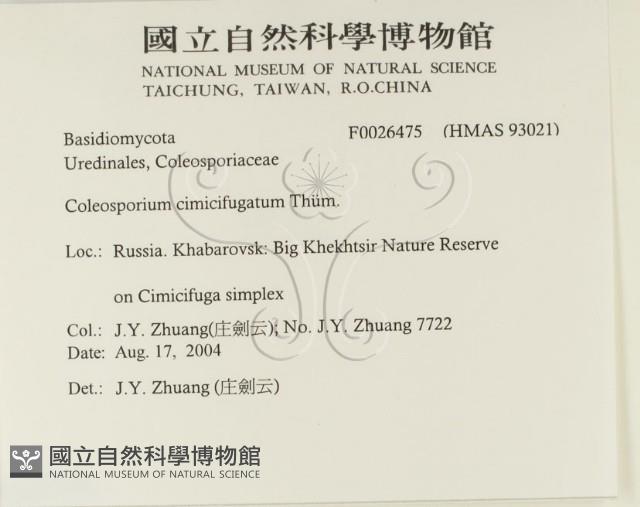 國立自然科學博物館
NATIONAL MUSEUM OF NATURAL SCIENCE
TAICHUNG, TAIWAN, R.O.CHINA
Basidiomycota F0026475 (HMAS 93021)
Uredinales, Coleosporiaceae
Coleosporium cimicifugatum Thüm.
Loc.: Russia. Khabarovsk: Big Khekhtsir Nature Reserve
on Cimicifuga simplex
Col.: J.Y. Zhuang(庄劍云); No. J.Y. Zhuang 7722
Date: Aug. 17, 2004
Det.: J.Y. Zhuang (庄劍云)
國立自然科學博物館
NATIONAL MUSEUM OF NATURAL SCIENCE